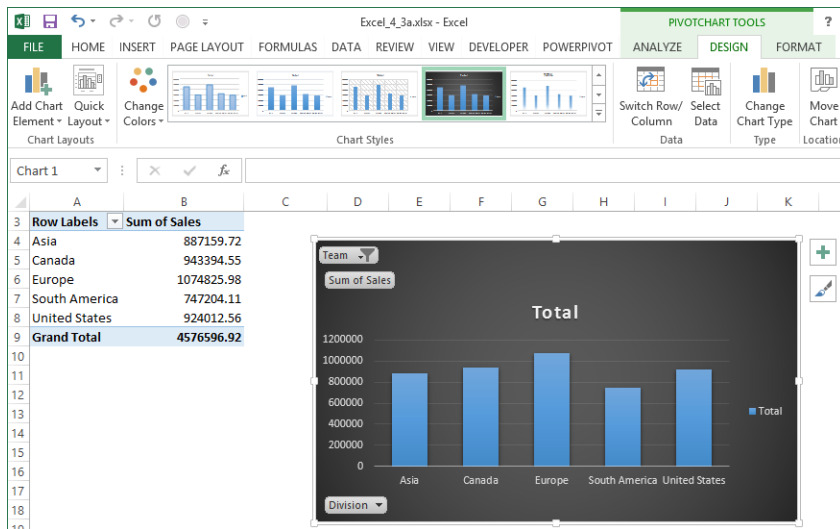 Excel_4_3a.xlsx - Excel
PIVOTCHART TOOLS
?
FILE HOME INSERT PAGE LAYOUT FORMULAS DATA REVIEW VIEW DEVELOPER POWERPIVOT ANALYZE DESIGN FORMAT
Add Chart Element
Quick Layout
Change Colors
Switch Row/ Column
Select Data
Change Chart Type
Move Chart
Chart Layouts Chart Styles Data Type Location
Chart 1 fx
A B C D E F G H I J K
3 Row Labels Sum of Sales
4 Asia 887159.72
5 Canada 943394.55
6 Europe 1074825.98
7 South America 747204.11
8 United States 924012.56
9 Grand Total 4576596.92
10
11
12
13
14
15
16
17
18
19
Team
Sum of Sales
Total
1200000
1000000
800000
600000
400000
200000
0
Asia Canada Europe South America United States
Total
Division